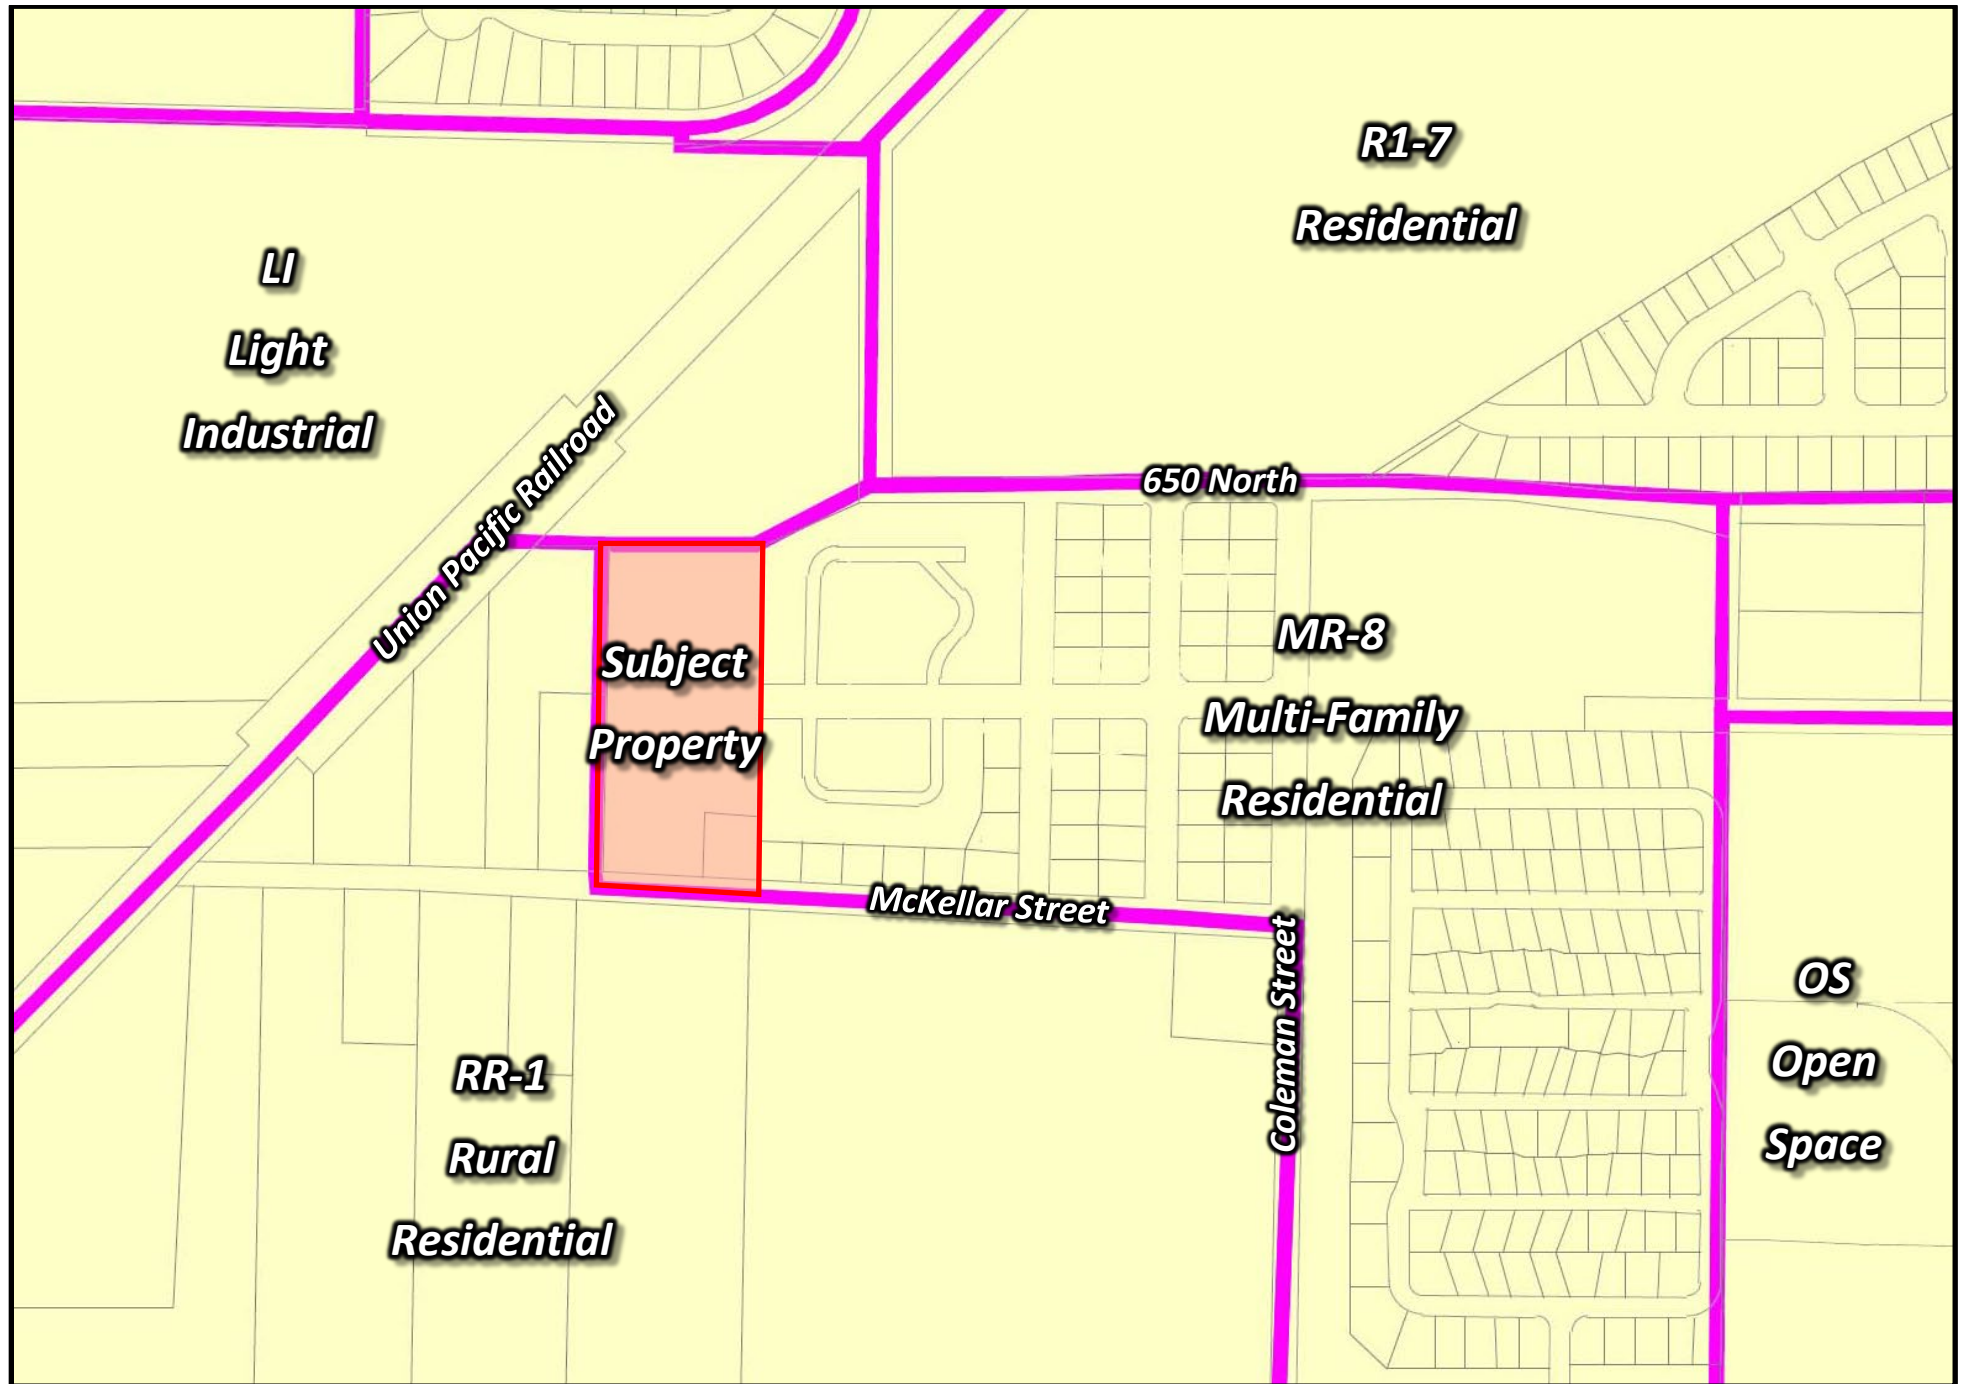 R1-7
Residential
LI
Light
Industrial
Union Pacific Railroad
650 North
Subject
Property
MR-8
Multi-Family
Residential
McKellar Street
Coleman Street
OS
Open
Space
RR-1
Rural
Residential